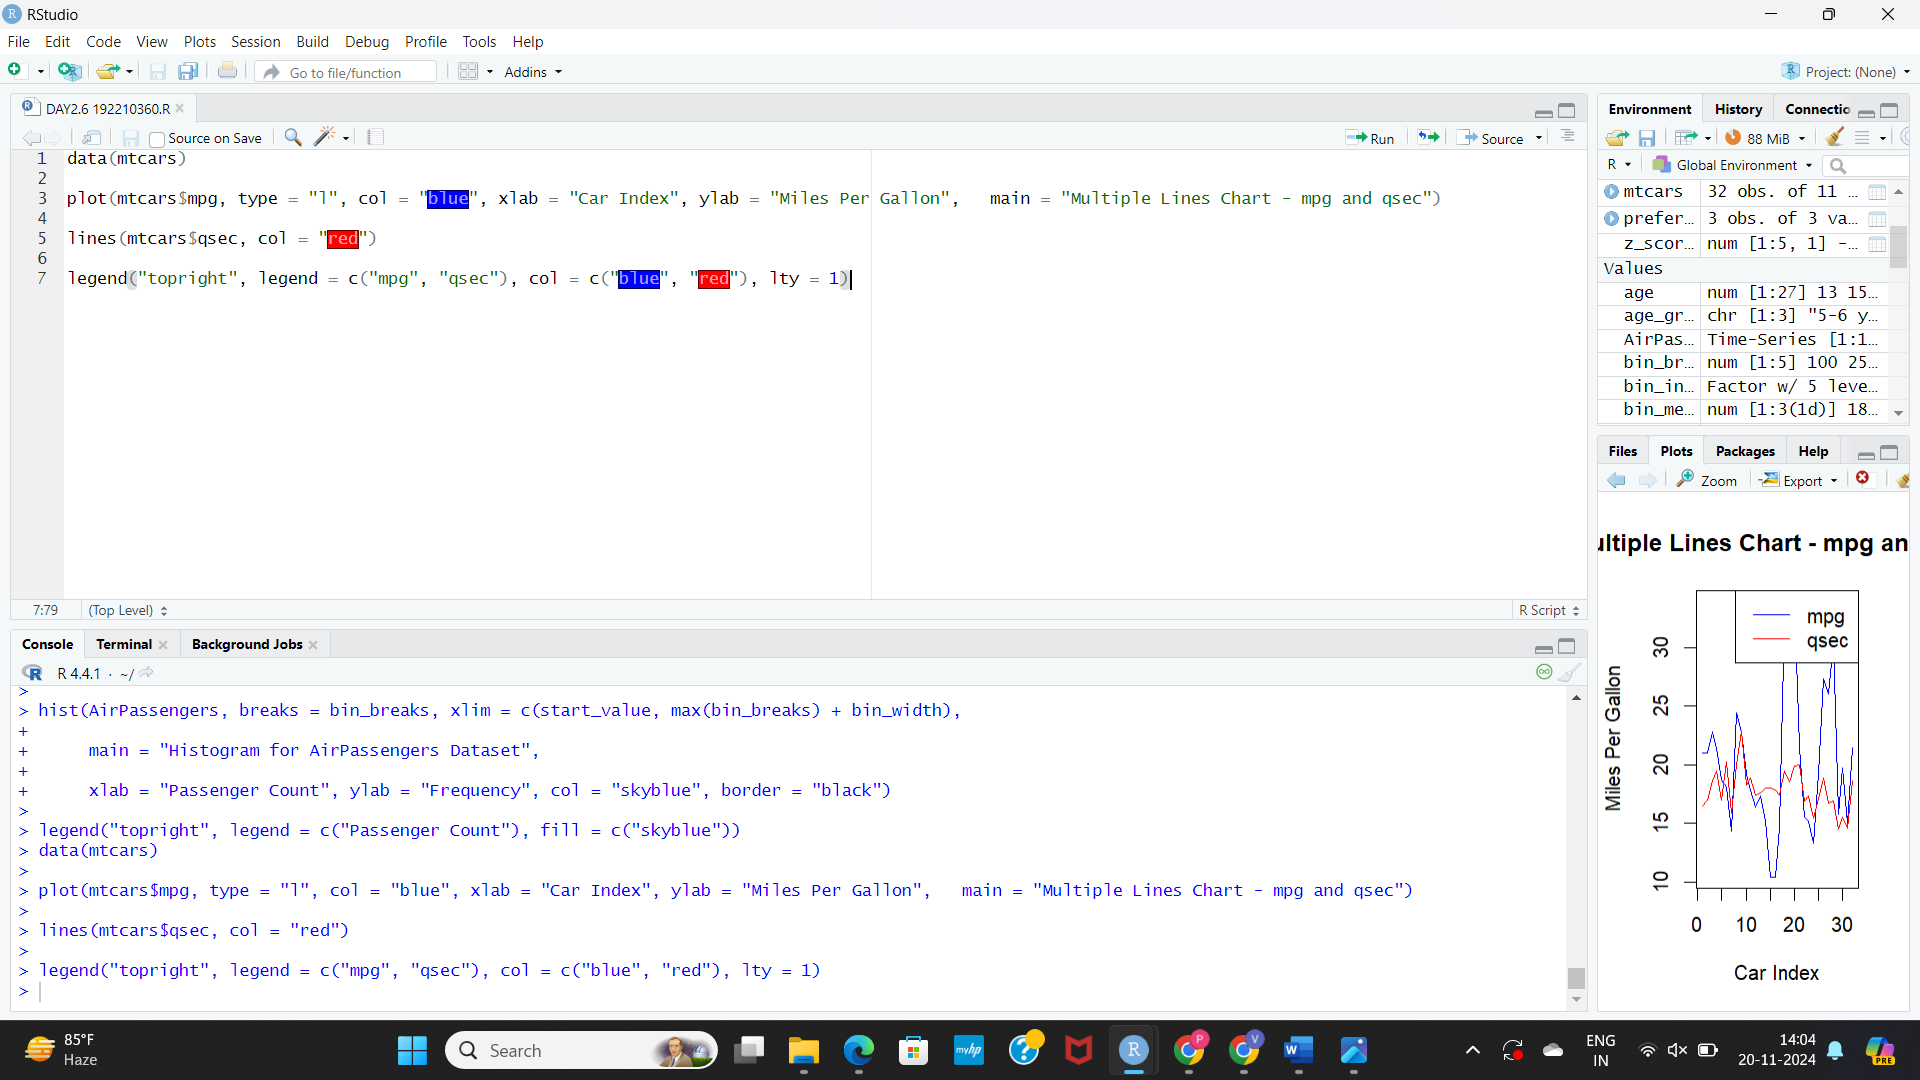 RStudio
File Edit Code View Plots Session Build Debug Profile Tools Help
Go to file/function Addins Project: (None)
DAY2.6 192210360.R
Source on Save Run Source
1 data(mtcars)
2
3 plot(mtcars$mpg, type = "l", col = "blue", xlab = "Car Index", ylab = "Miles Per Gallon",   main = "Multiple Lines Chart - mpg and qsec")
4
5 lines(mtcars$qsec, col = "red")
6
7 legend("topright", legend = c("mpg", "qsec"), col = c("blue", "red"), lty = 1)
7:79 (Top Level) R Script
Console Terminal Background Jobs
R 4.4.1 · ~/
>
> hist(AirPassengers, breaks = bin_breaks, xlim = c(start_value, max(bin_breaks) + bin_width),
+
+      main = "Histogram for AirPassengers Dataset",
+
+      xlab = "Passenger Count", ylab = "Frequency", col = "skyblue", border = "black")
>
> legend("topright", legend = c("Passenger Count"), fill = c("skyblue"))
> data(mtcars)
>
> plot(mtcars$mpg, type = "l", col = "blue", xlab = "Car Index", ylab = "Miles Per Gallon",   main = "Multiple Lines Chart - mpg and qsec")
>
> lines(mtcars$qsec, col = "red")
>
> legend("topright", legend = c("mpg", "qsec"), col = c("blue", "red"), lty = 1)
>
Environment History Connectio
88 MiB
R Global Environment
mtcars 32 obs. of 11 ...
prefer... 3 obs. of 3 va...
z_scor... num [1:5, 1] -...
Values
age num [1:27] 13 15...
age_gr... chr [1:3] "5-6 y...
AirPas... Time-Series [1:1...
bin_br... num [1:5] 100 25...
bin_in... Factor w/ 5 leve...
bin_me... num [1:3(1d)] 18...
Files Plots Packages Help
Zoom Export
ultiple Lines Chart - mpg an
mpg
qsec
Miles Per Gallon
30
25
20
15
10
0 10 20 30
Car Index
85°F
Haze
Search
myhp
R
P
V
W
PRE
ENG
IN
14:04
20-11-2024